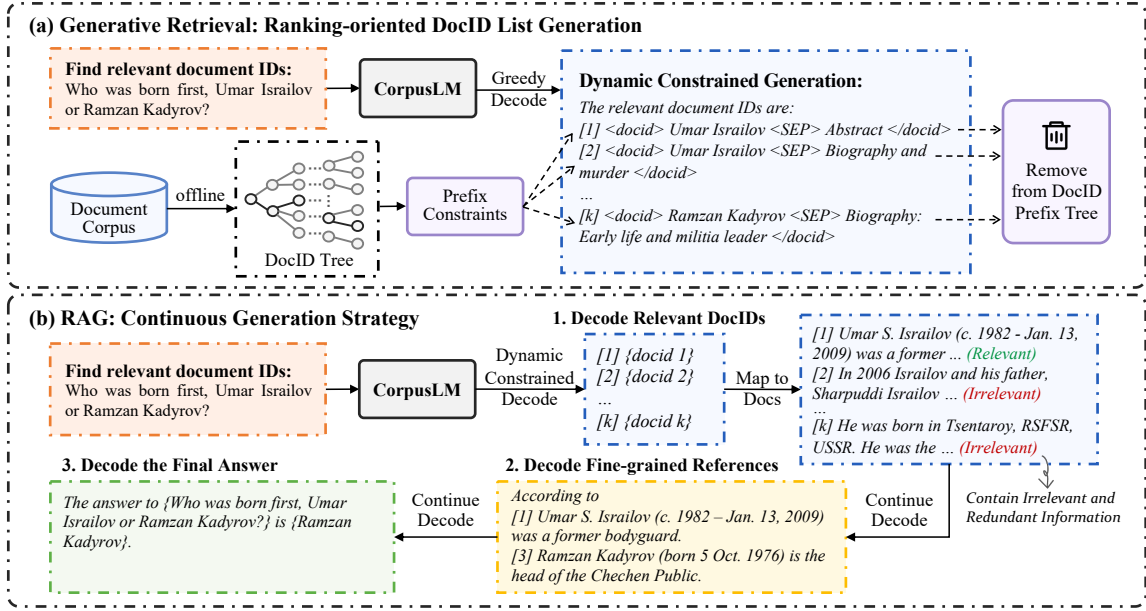 (a) Generative Retrieval: Ranking-oriented DocID List Generation
Find relevant document IDs:
Who was born first, Umar Israilov
or Ramzan Kadyrov?
CorpusLM
Greedy
Decode
Dynamic Constrained Generation:
The relevant document IDs are:
[1] <docid> Umar Israilov <SEP> Abstract </docid>
[2] <docid> Umar Israilov <SEP> Biography and
murder </docid>
...
[k] <docid> Ramzan Kadyrov <SEP> Biography:
Early life and militia leader </docid>
Remove
from DocID
Prefix Tree
Document
Corpus
offline
DocID Tree
Prefix
Constraints
(b) RAG: Continuous Generation Strategy
Find relevant document IDs:
Who was born first, Umar Israilov
or Ramzan Kadyrov?
CorpusLM
Dynamic
Constrained
Decode
1. Decode Relevant DocIDs
[1] {docid 1}
[2] {docid 2}
...
[k] {docid k}
Map to
Docs
[1] Umar S. Israilov (c. 1982 - Jan. 13,
2009) was a former ... (Relevant)
[2] In 2006 Israilov and his father,
Sharpuddi Israilov ... (Irrelevant)
...
[k] He was born in Tsentaroy, RSFSR,
USSR. He was the ... (Irrelevant)
Contain Irrelevant and
Redundant Information
Continue
Decode
2. Decode Fine-grained References
According to
[1] Umar S. Israilov (c. 1982 – Jan. 13, 2009)
was a former bodyguard.
[3] Ramzan Kadyrov (born 5 Oct. 1976) is the
head of the Chechen Public.
Continue
Decode
3. Decode the Final Answer
The answer to {Who was born first, Umar
Israilov or Ramzan Kadyrov?} is {Ramzan
Kadyrov}.